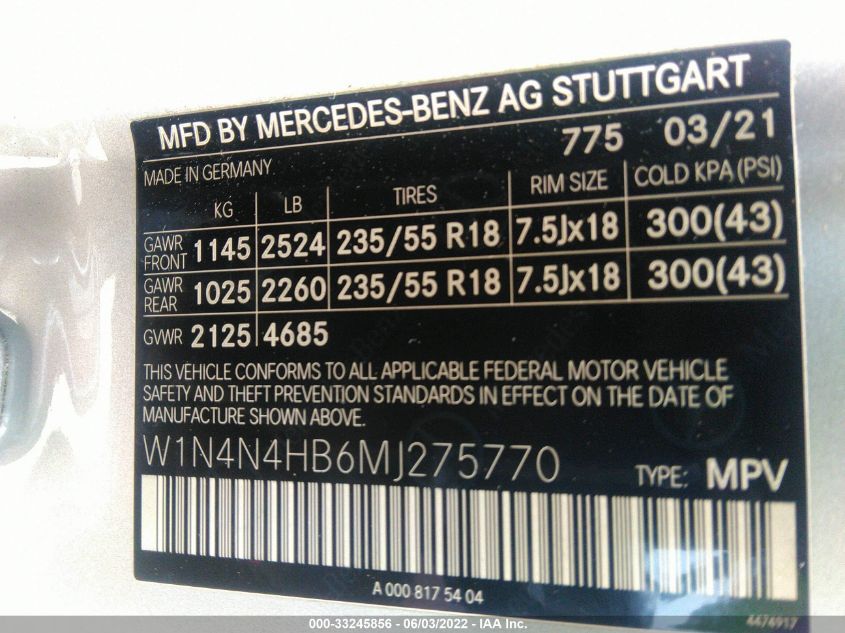 MFD BY MERCEDES-BENZ AG STUTTGART
775 03/21
MADE IN GERMANY
KG LB TIRES RIM SIZE COLD KPA (PSI)
GAWR FRONT 1145 2524 235/55 R18 7.5Jx18 300(43)
GAWR REAR 1025 2260 235/55 R18 7.5Jx18 300(43)
GVWR 2125 4685
THIS VEHICLE CONFORMS TO ALL APPLICABLE FEDERAL MOTOR VEHICLE
SAFETY AND THEFT PREVENTION STANDARDS IN EFFECT ON THE DATE OF
MANUFACTURE SHOWN ABOVE.
W1N4N4HB6MJ275770
TYPE: MPV
A 000 817 54 04
4474917
000-33245856 - 06/03/2022 - IAA Inc.